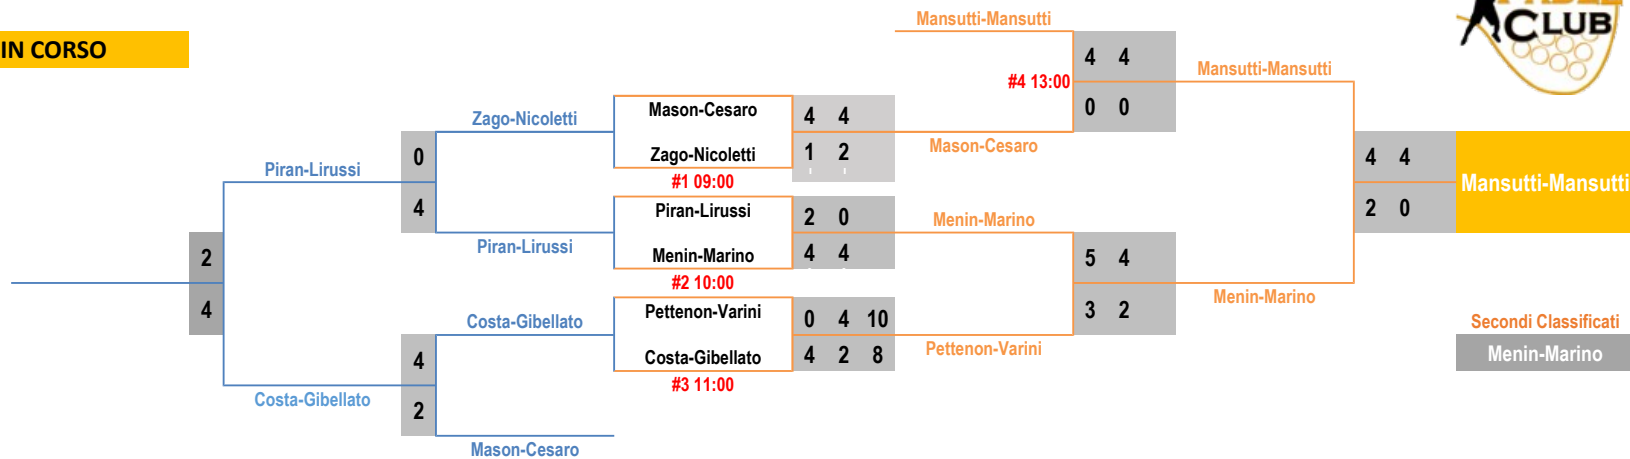 Mansutti-Mansutti
CLUB
IN CORSO
4 4
Mansutti-Mansutti
#4 13:00
Mason-Cesaro
4 4
0 0
Zago-Nicoletti
Mason-Cesaro
0
Zago-Nicoletti
1 2
4 4
Piran-Lirussi
#1 09:00
Mansutti-Mansutti
4
Piran-Lirussi
2 0
2 0
Menin-Marino
Piran-Lirussi
Menin-Marino
4 4
2
5 4
#2 10:00
Menin-Marino
4
Pettenon-Varini
0 4 10
3 2
Costa-Gibellato
Secondi Classificati
Costa-Gibellato
4 2 8
Pettenon-Varini
Menin-Marino
4
#3 11:00
Costa-Gibellato
2
Mason-Cesaro